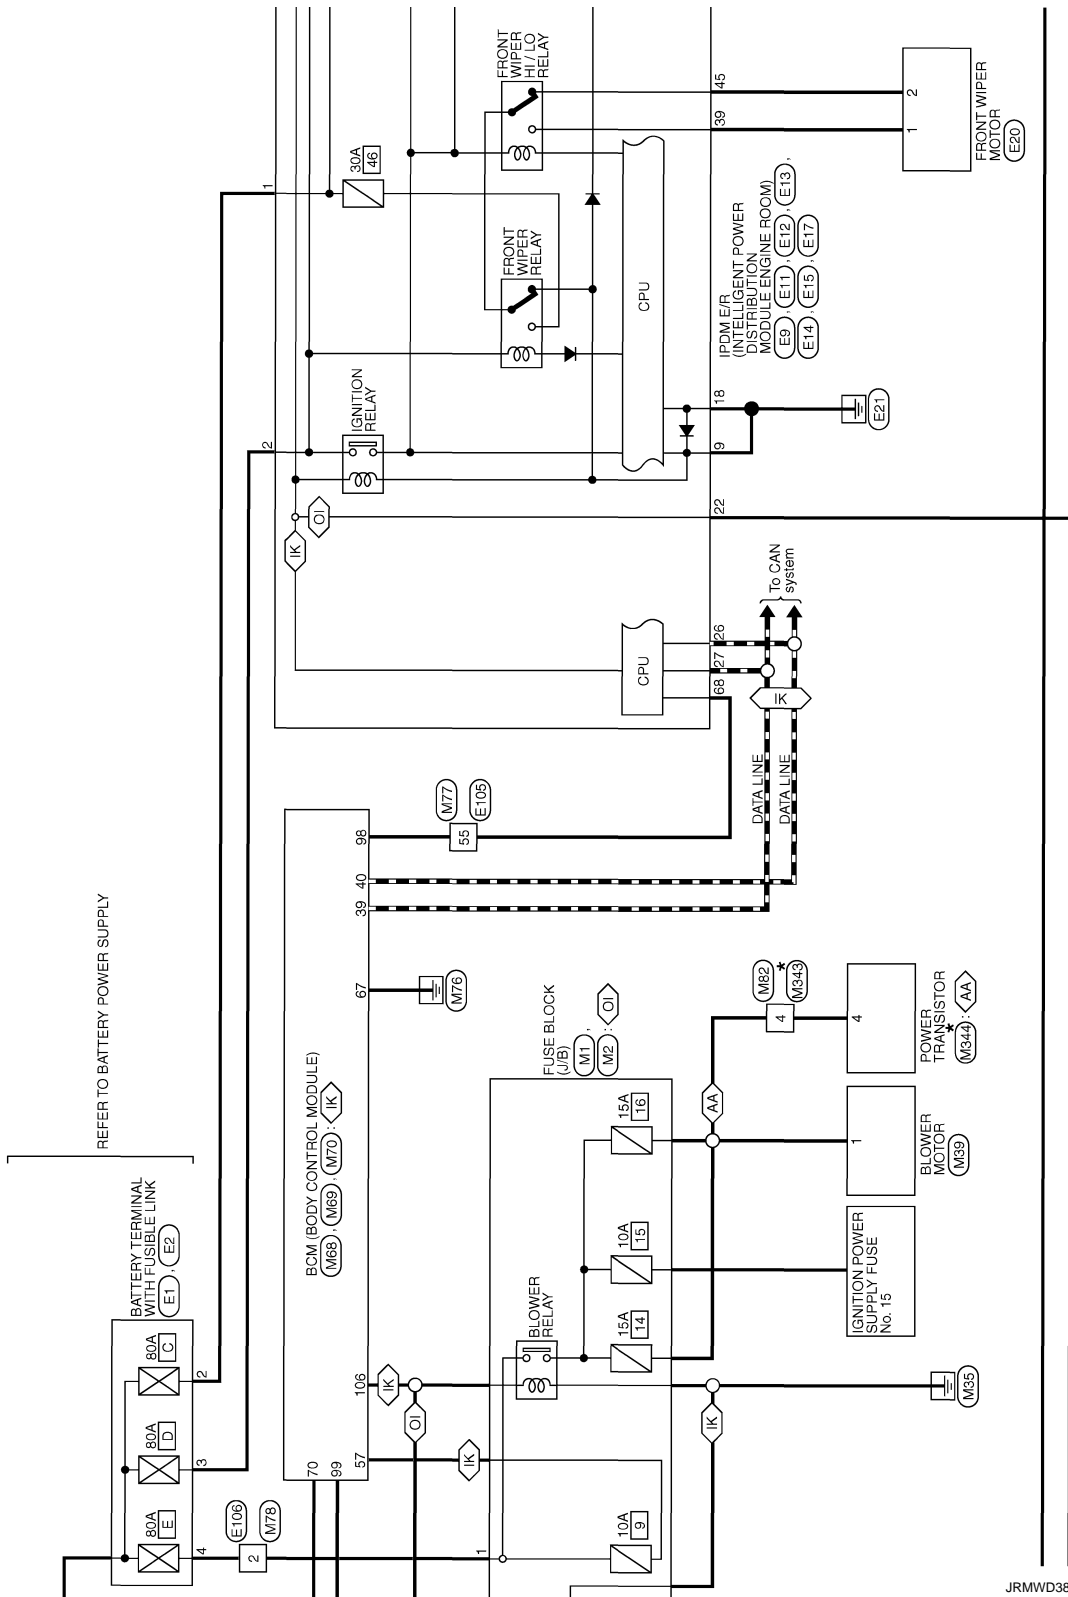 REFER TO BATTERY POWER SUPPLY
BATTERY TERMINAL
WITH FUSIBLE LINK
E1 , E2
80A
C
80A
D
80A
E
2
3
4
E106
M78
2
1
BCM (BODY CONTROL MODULE)
M68 , M69 , M70 : IK
70
99
57
106
67
39
40
98
M76
M77
E105
55
IK
OI
IK
FUSE BLOCK
(J/B)
M1 ,
M2 : OI
BLOWER
RELAY
10A
9
15A
14
10A
15
15A
16
IK
M35
IGNITION POWER
SUPPLY FUSE
No. 15
BLOWER
MOTOR
M39
1
AA
M82
*
M343
4
4
POWER
TRANSISTOR
*
M344 : AA
DATA LINE
DATA LINE
IK
To CAN
system
68
27
26
CPU
IK
OI
22
2
1
IGNITION
RELAY
30A
46
FRONT
WIPER
RELAY
FRONT
WIPER
HI / LO
RELAY
CPU
9
18
E21
IPDM E/R
(INTELLIGENT POWER
DISTRIBUTION
MODULE ENGINE ROOM)
E9 , E11 , E12 , E13 ,
E14 , E15 , E17
39
45
1
2
FRONT WIPER
MOTOR
E20
JRMWD38